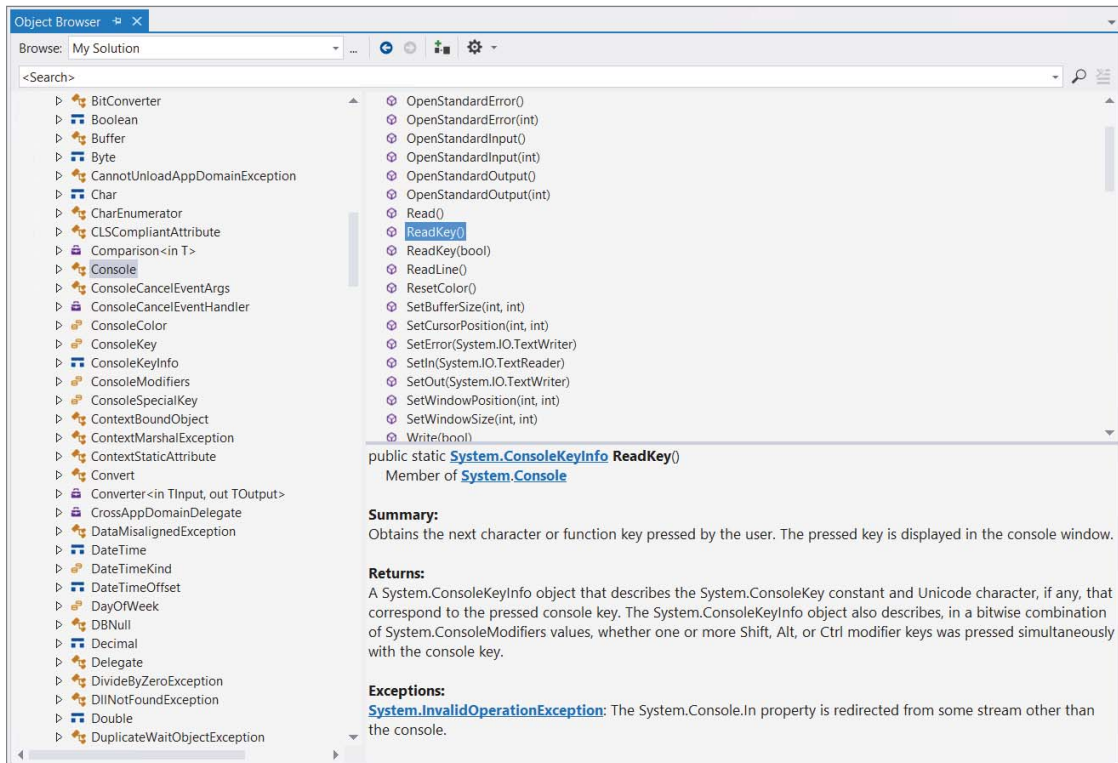 Object Browser
Browse: My Solution ...
<Search>
BitConverter
Boolean
Buffer
Byte
CannotUnloadAppDomainException
Char
CharEnumerator
CLSCompliantAttribute
Comparison<in T>
Console
ConsoleCancelEventArgs
ConsoleCancelEventHandler
ConsoleColor
ConsoleKey
ConsoleKeyInfo
ConsoleModifiers
ConsoleSpecialKey
ContextBoundObject
ContextMarshalException
ContextStaticAttribute
Convert
Converter<in TInput, out TOutput>
CrossAppDomainDelegate
DataMisalignedException
DateTime
DateTimeKind
DateTimeOffset
DayOfWeek
DBNull
Decimal
Delegate
DivideByZeroException
DllNotFoundException
Double
DuplicateWaitObjectException
OpenStandardError()
OpenStandardError(int)
OpenStandardInput()
OpenStandardInput(int)
OpenStandardOutput()
OpenStandardOutput(int)
Read()
ReadKey()
ReadKey(bool)
ReadLine()
ResetColor()
SetBufferSize(int, int)
SetCursorPosition(int, int)
SetError(System.IO.TextWriter)
SetIn(System.IO.TextReader)
SetOut(System.IO.TextWriter)
SetWindowPosition(int, int)
SetWindowSize(int, int)
Write(bool)
public static System.ConsoleKeyInfo ReadKey()
Member of System.Console
Summary:
Obtains the next character or function key pressed by the user. The pressed key is displayed in the console window.
Returns:
A System.ConsoleKeyInfo object that describes the System.ConsoleKey constant and Unicode character, if any, that
correspond to the pressed console key. The System.ConsoleKeyInfo object also describes, in a bitwise combination
of System.ConsoleModifiers values, whether one or more Shift, Alt, or Ctrl modifier keys was pressed simultaneously
with the console key.
Exceptions:
System.InvalidOperationException: The System.Console.In property is redirected from some stream other than
the console.